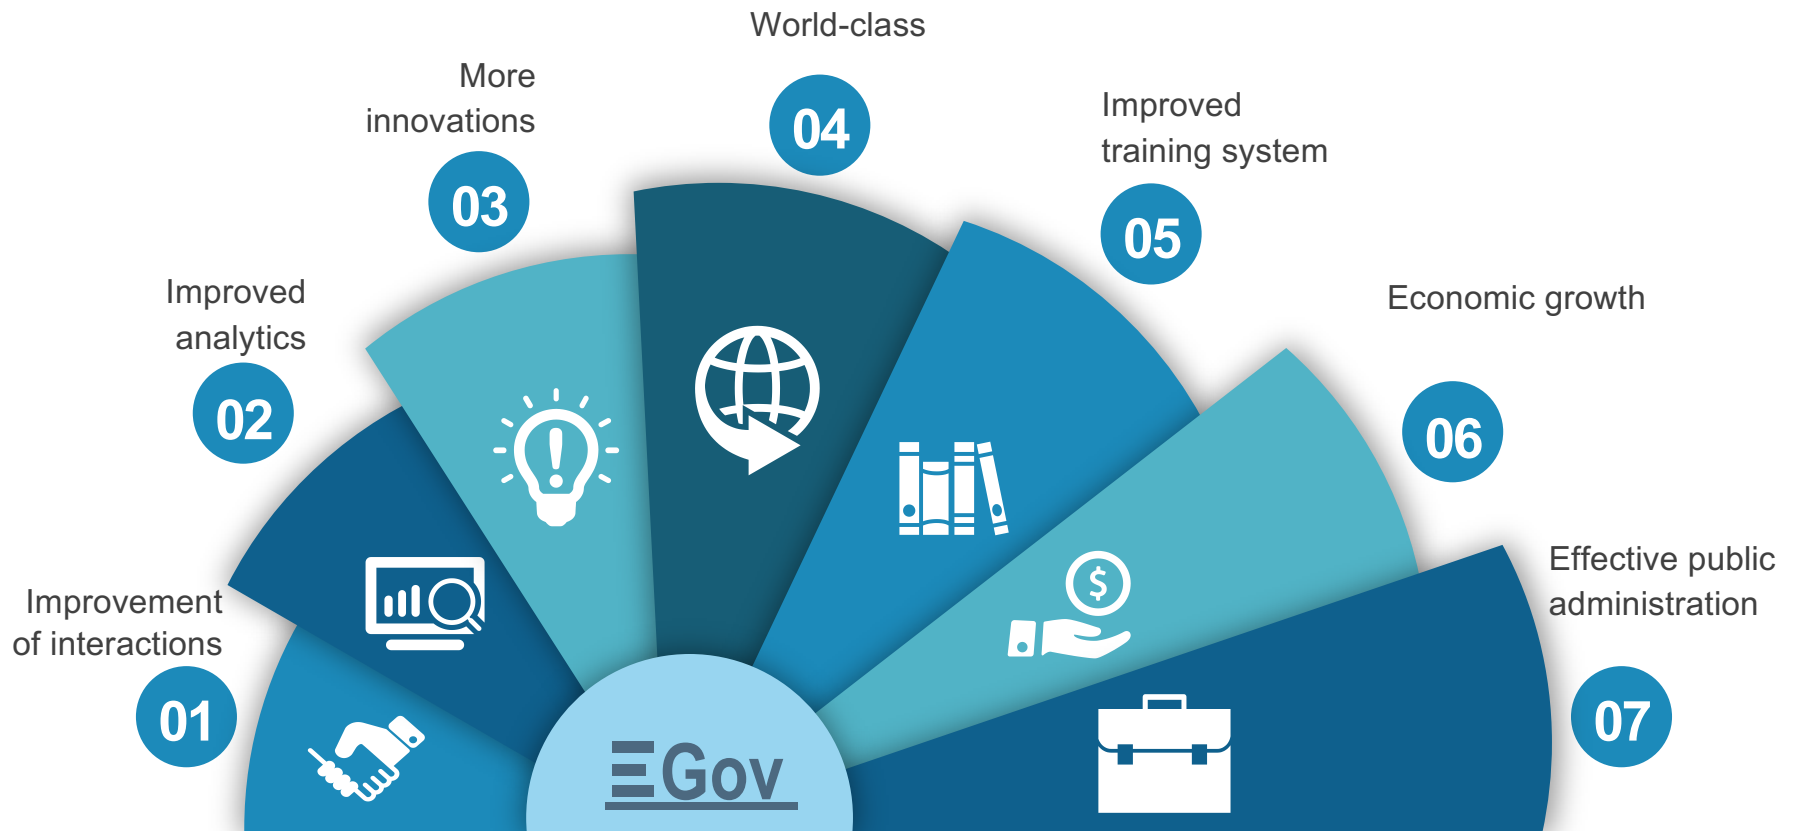 World-class
04
More
innovations
03
Improved
training system
05
Improved
analytics
02
Economic growth
06
Improvement
of interactions
01
Effective public
administration
07
$
EGov